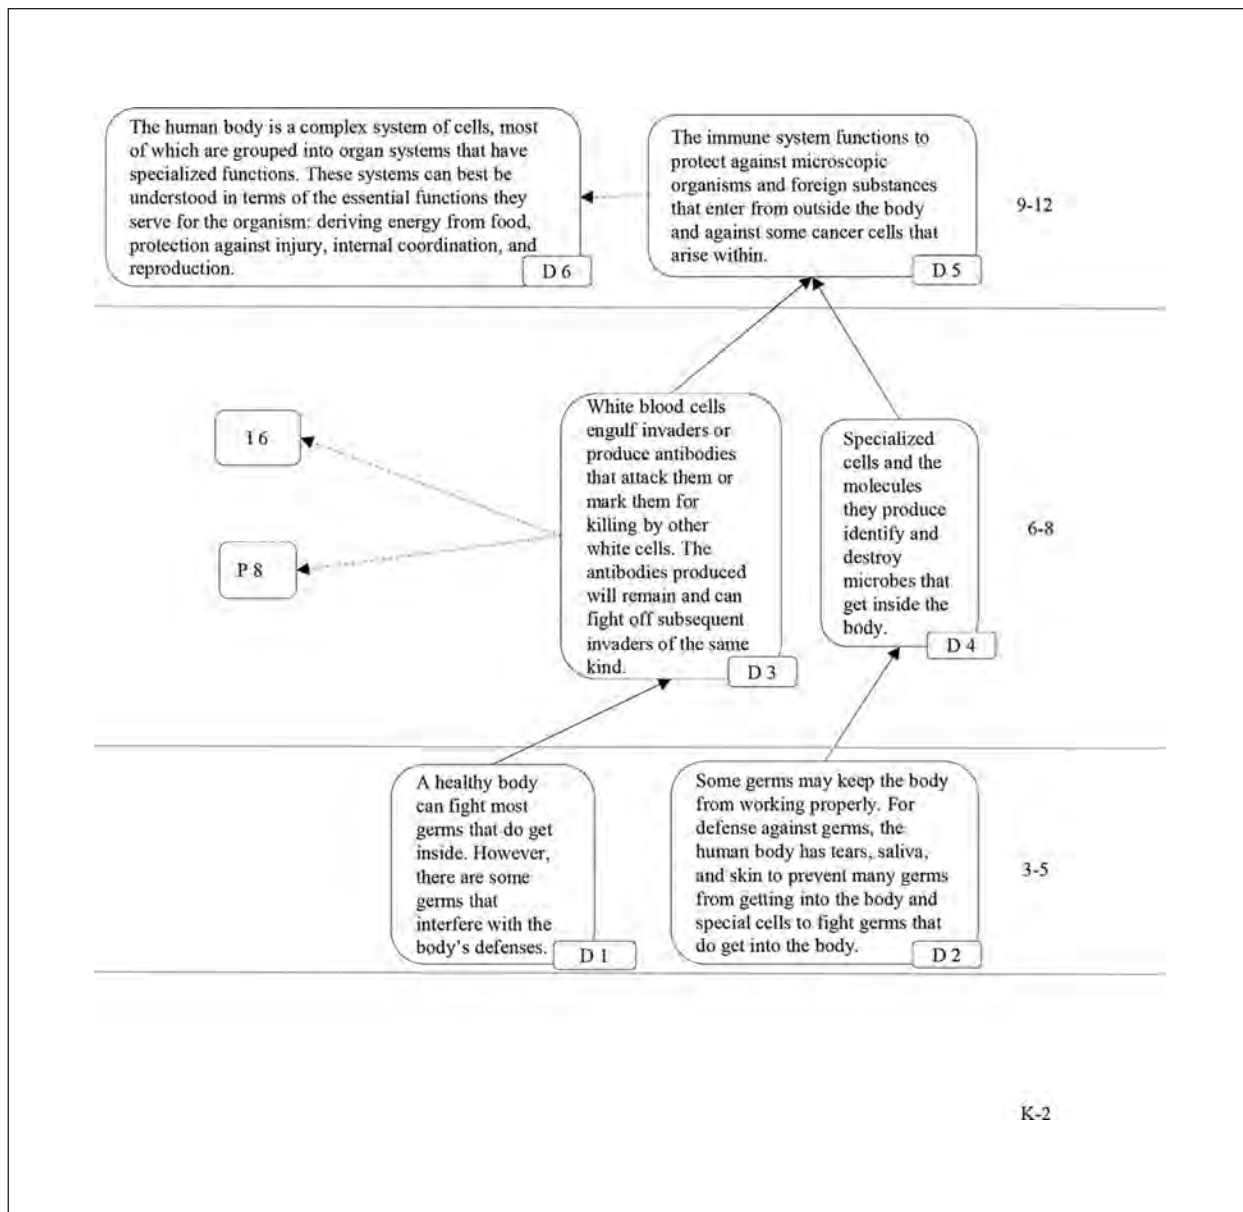 The human body is a complex system of cells, most
of which are grouped into organ systems that have
specialized functions. These systems can best be
understood in terms of the essential functions they
serve for the organism: deriving energy from food,
protection against injury, internal coordination, and
reproduction.
D 6
The immune system functions to
protect against microscopic
organisms and foreign substances
that enter from outside the body
and against some cancer cells that
arise within.
D 5
9-12
I 6
P 8
White blood cells
engulf invaders or
produce antibodies
that attack them or
mark them for
killing by other
white cells. The
antibodies produced
will remain and can
fight off subsequent
invaders of the same
kind.
D 3
Specialized
cells and the
molecules
they produce
identify and
destroy
microbes that
get inside the
body.
D 4
6-8
A healthy body
can fight most
germs that do get
inside. However,
there are some
germs that
interfere with the
body's defenses.
D 1
Some germs may keep the body
from working properly. For
defense against germs, the
human body has tears, saliva,
and skin to prevent many germs
from getting into the body and
special cells to fight germs that
do get into the body.
D 2
3-5
K-2